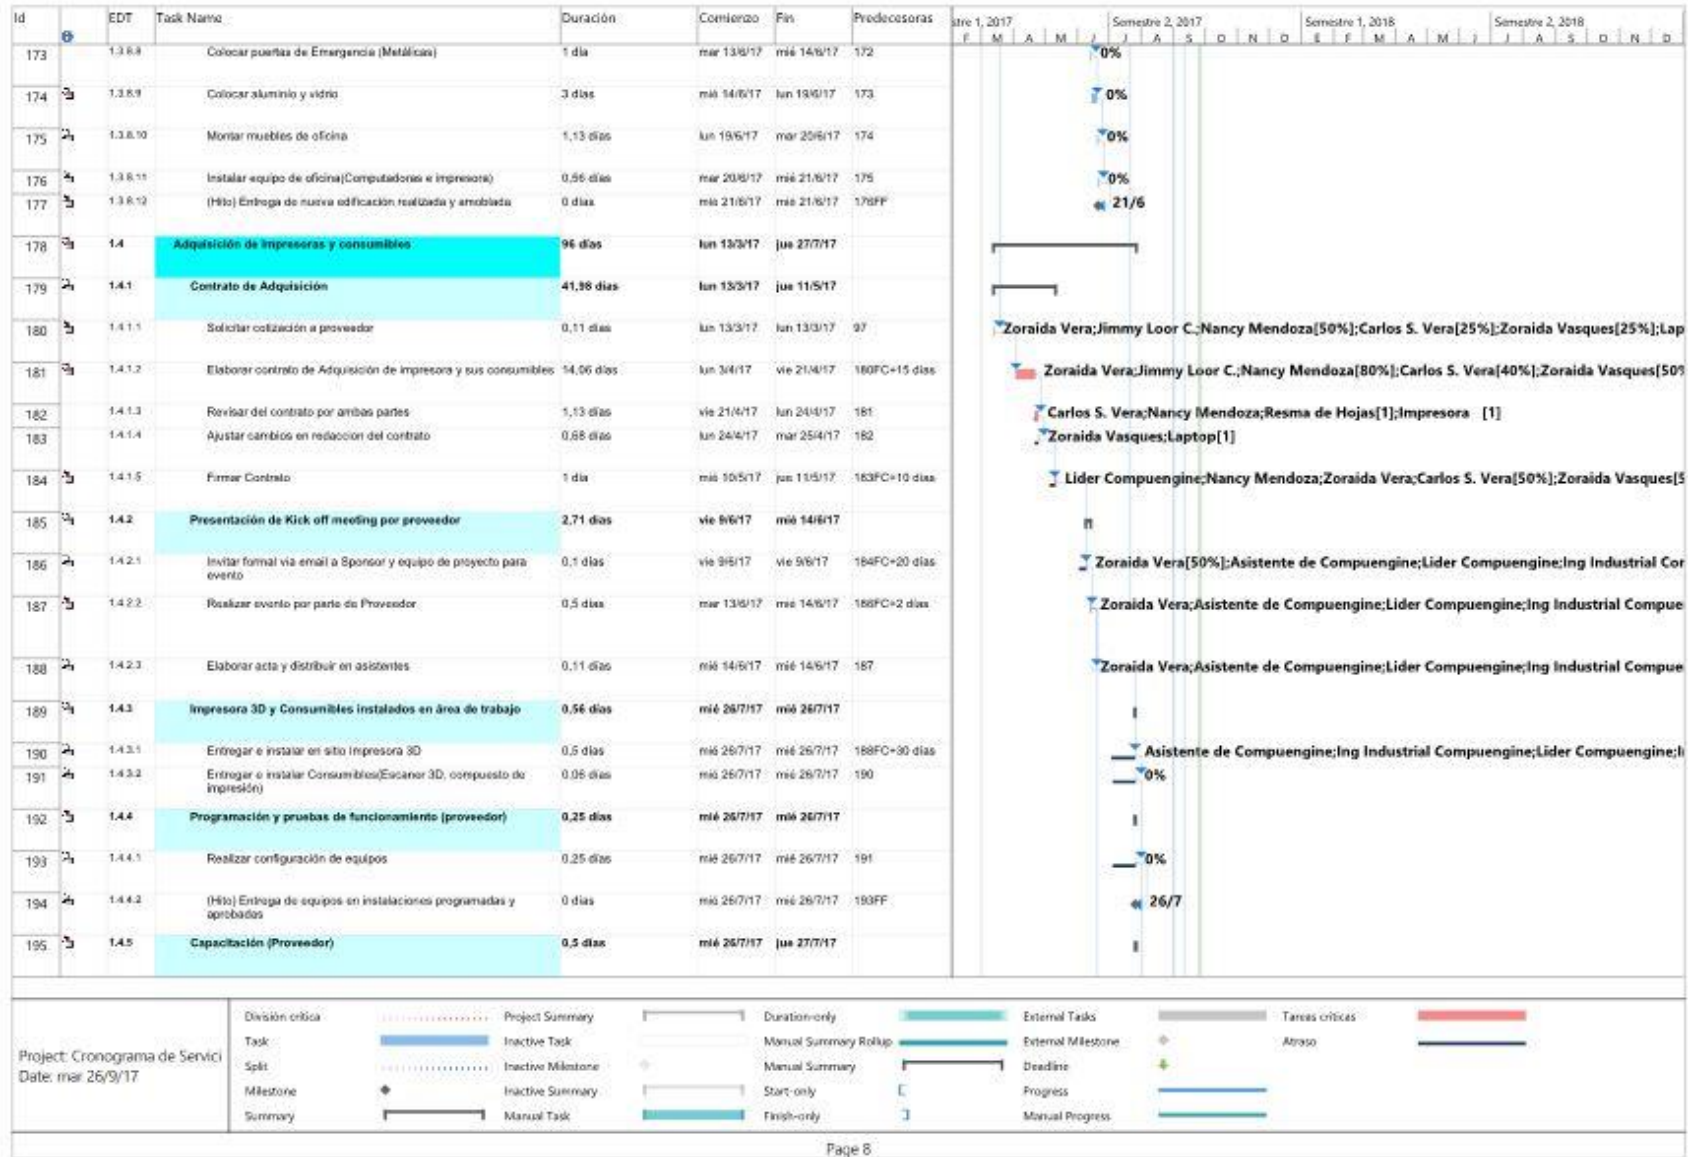 Id EDT Task Name Duración Comienzo Fin Predecesoras stre 1, 2017 Semestre 2, 2017 Semestre 1, 2018 Semestre 2, 2018
F M A M J J A S O N D E F M A M J J A S O N D
173 1.3.8.8 Colocar puertas de Emergencia (Metálicas) 1 día mar 13/6/17 mié 14/6/17 172 0%
174 1.3.8.9 Colocar aluminio y vidrio 3 días mié 14/6/17 lun 19/6/17 173 0%
175 1.3.8.10 Montar muebles de oficina 1,13 días lun 19/6/17 mar 20/6/17 174 0%
176 1.3.8.11 Instalar equipo de oficina(Computadoras e impresora) 0,56 días mar 20/6/17 mié 21/6/17 175 0%
177 1.3.8.12 (Hito) Entrega de nueva edificación realizada y amoblada 0 días mié 21/6/17 mié 21/6/17 176FF 21/6
178 1.4 Adquisición de impresoras y consumibles 96 días lun 13/3/17 jue 27/7/17
179 1.4.1 Contrato de Adquisición 41,98 días lun 13/3/17 jue 11/5/17
180 1.4.1.1 Solicitar cotización a proveedor 0,11 días lun 13/3/17 lun 13/3/17 97 Zoraida Vera;Jimmy Loor C.;Nancy Mendoza[50%];Carlos S. Vera[25%];Zoraida Vasques[25%];Lap
181 1.4.1.2 Elaborar contrato de Adquisición de impresora y sus consumibles 14,06 días lun 3/4/17 vie 21/4/17 180FC+15 días Zoraida Vera;Jimmy Loor C.;Nancy Mendoza[80%];Carlos S. Vera[40%];Zoraida Vasques[50%
182 1.4.1.3 Revisar del contrato por ambas partes 1,13 días vie 21/4/17 lun 24/4/17 181 Carlos S. Vera;Nancy Mendoza;Resma de Hojas[1];Impresora [1]
183 1.4.1.4 Ajustar cambios en redaccion del contrato 0,68 días lun 24/4/17 mar 25/4/17 182 Zoraida Vasques;Laptop[1]
184 1.4.1.5 Firmar Contrato 1 día mié 10/5/17 jue 11/5/17 183FC+10 días Lider Compuengine;Nancy Mendoza;Zoraida Vera;Carlos S. Vera[50%];Zoraida Vasques[5
185 1.4.2 Presentación de Kick off meeting por proveedor 2,71 días vie 9/6/17 mié 14/6/17
186 1.4.2.1 Invitar formal via email a Sponsor y equipo de proyecto para 0,1 días vie 9/6/17 vie 9/6/17 184FC+20 días Zoraida Vera[50%];Asistente de Compuengine;Lider Compuengine;Ing Industrial Cor
evento
187 1.4.2.2 Realizar evento por parte de Proveedor 0,5 días mar 13/6/17 mié 14/6/17 186FC+2 días Zoraida Vera;Asistente de Compuengine;Lider Compuengine;Ing Industrial Compue
188 1.4.2.3 Elaborar acta y distribuir en asistentes 0,11 días mié 14/6/17 mié 14/6/17 187 Zoraida Vera;Asistente de Compuengine;Lider Compuengine;Ing Industrial Compue
189 1.4.3 Impresora 3D y Consumibles instalados en área de trabajo 0,56 días mié 26/7/17 mié 26/7/17
190 1.4.3.1 Entregar e instalar en sitio Impresora 3D 0,5 días mié 26/7/17 mié 26/7/17 188FC+30 días Asistente de Compuengine;Ing Industrial Compuengine;Lider Compuengine;I
191 1.4.3.2 Entregar e instalar Consumibles(Escaner 3D, compuesto de 0,06 días mié 26/7/17 mié 26/7/17 190 0%
impresión)
192 1.4.4 Programación y pruebas de funcionamiento (proveedor) 0,25 días mié 26/7/17 mié 26/7/17
193 1.4.4.1 Realizar configuración de equipos 0,25 días mié 26/7/17 mié 26/7/17 191 0%
194 1.4.4.2 (Hito) Entrega de equipos en instalaciones programadas y 0 días mié 26/7/17 mié 26/7/17 193FF 26/7
aprobadas
195 1.4.5 Capacitación (Proveedor) 0,5 días mié 26/7/17 jue 27/7/17
Project: Cronograma de Servici
Date: mar 26/9/17
División crítica Project Summary Duration-only External Tasks Tareas críticas
Task Inactive Task Manual Summary Rollup External Milestone Atraso
Split Inactive Milestone Manual Summary Deadline
Milestone Inactive Summary Start-only Progress
Summary Manual Task Finish-only Manual Progress
Page 8